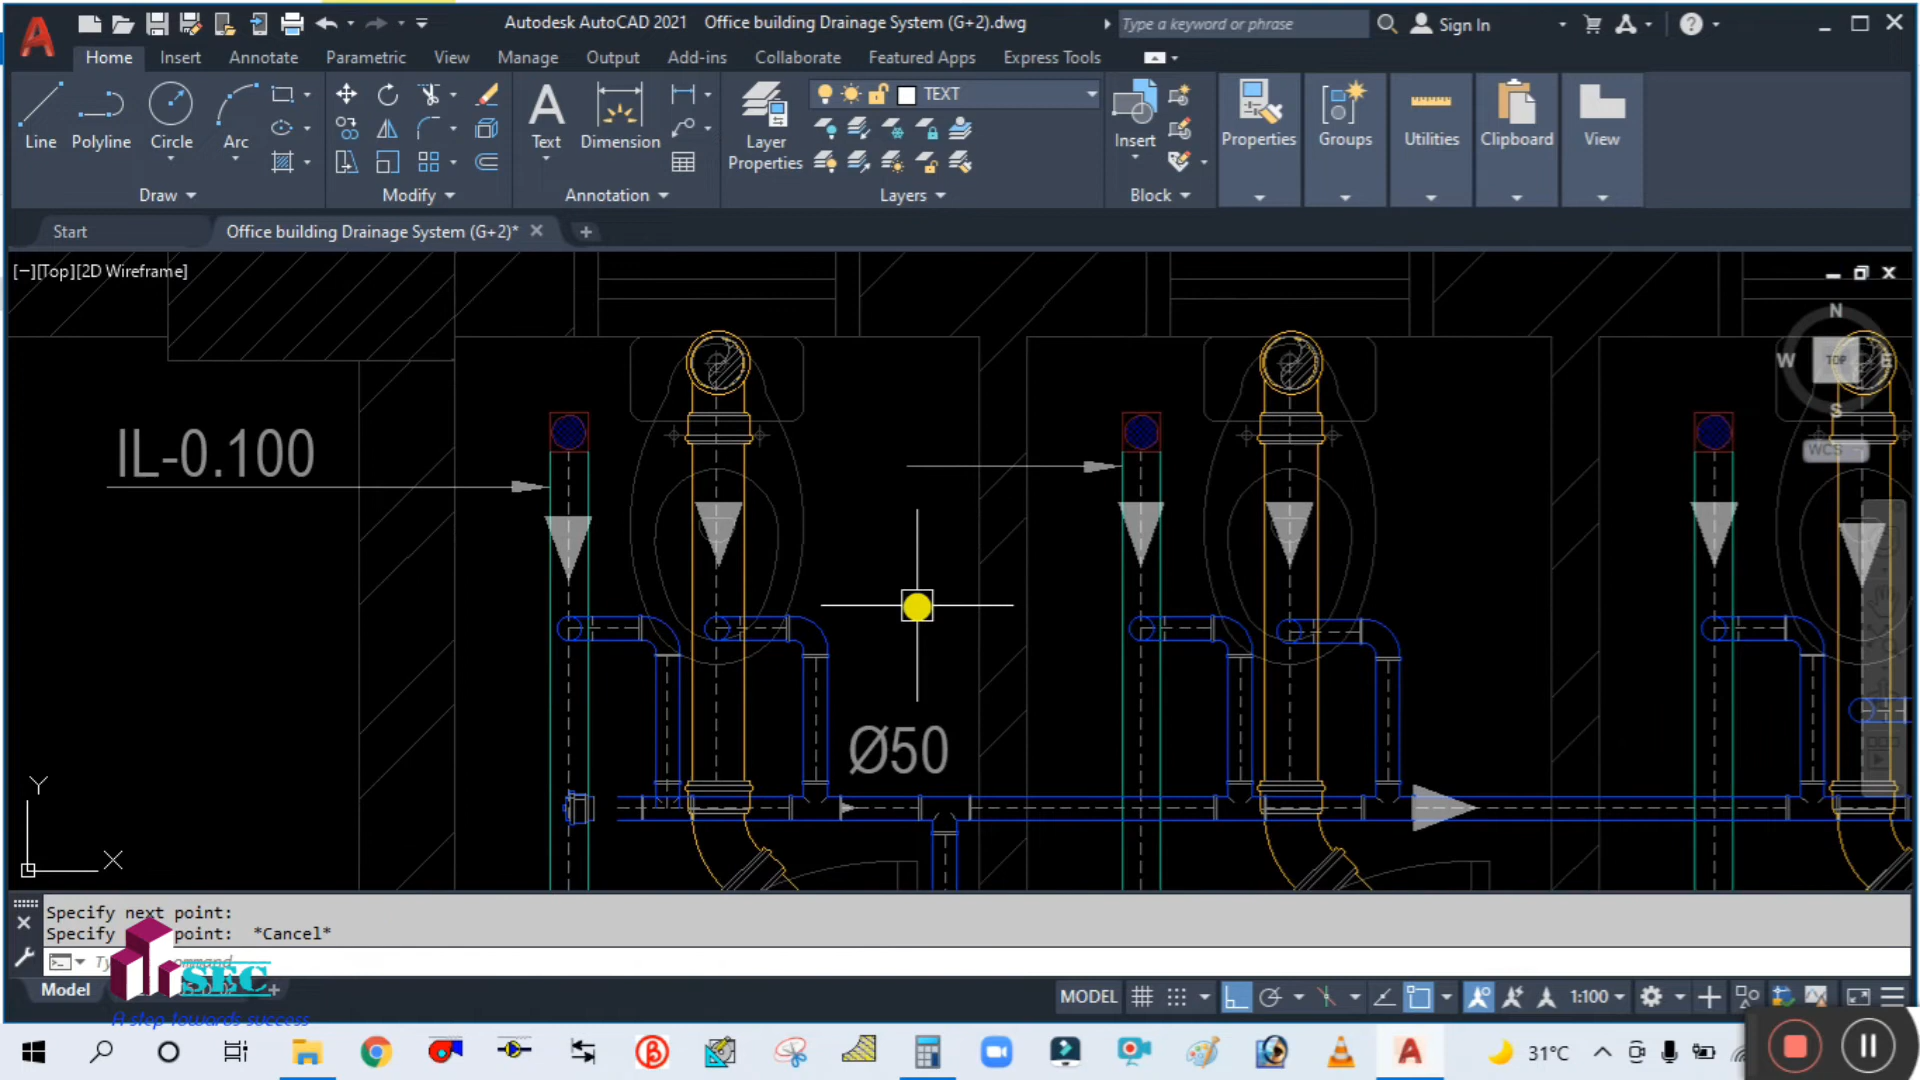 Autodesk AutoCAD 2021 Office building Drainage System (G+2).dwg
Type a keyword or phrase
Sign In
Home Insert Annotate Parametric View Manage Output Add-ins Collaborate Featured Apps Express Tools
TEXT
Line Polyline Circle Arc
Text Dimension
Layer
Properties
Insert
Properties Groups Utilities Clipboard View
Draw Modify Annotation Layers Block
Start
Office building Drainage System (G+2)*
[−][Top][2D Wireframe]
N
W TOP E
S
WCS
IL-0.100
Ø50
Y
X
Specify next point:
Specify point: *Cancel*
Model
MODEL
1:100
SEC
A step towards success
31°C